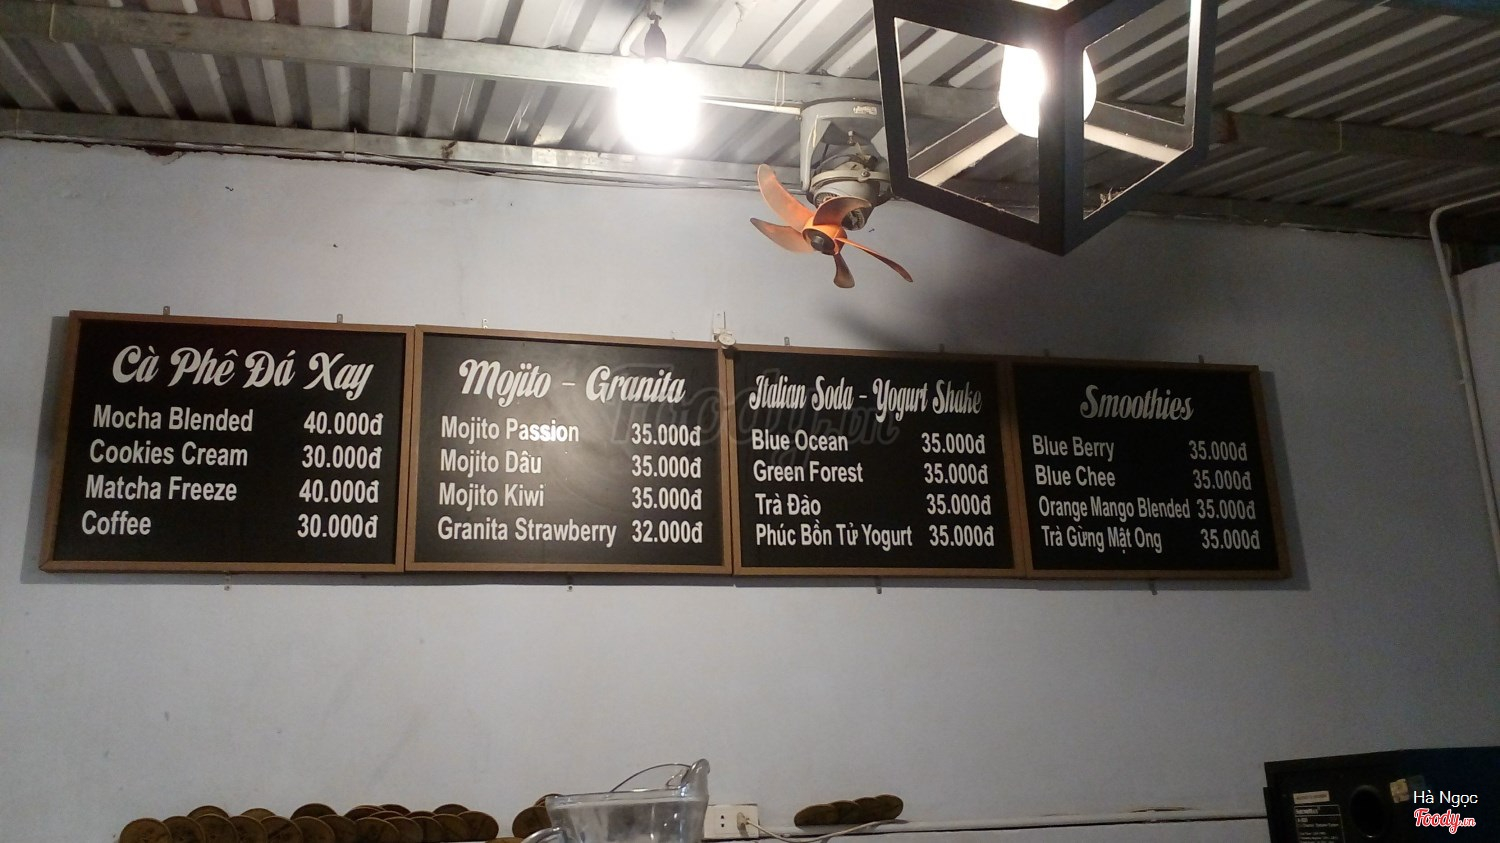 Cà Phê Đá Xay
Mocha Blended 40.000đ
Cookies Cream 30.000đ
Matcha Freeze 40.000đ
Coffee 30.000đ
Mojito - Granita
Mojito Passion 35.000đ
Mojito Dâu 35.000đ
Mojito Kiwi 35.000đ
Granita Strawberry 32.000đ
Italian Soda - Yogurt Shake
Blue Ocean 35.000đ
Green Forest 35.000đ
Trà Đào 35.000đ
Phúc Bồn Tử Yogurt 35.000đ
Smoothies
Blue Berry 35.000đ
Blue Chee 35.000đ
Orange Mango Blended 35.000đ
Trà Gừng Mật Ong 35.000đ
Foody.vn
Hà Ngọc
Foody.vn